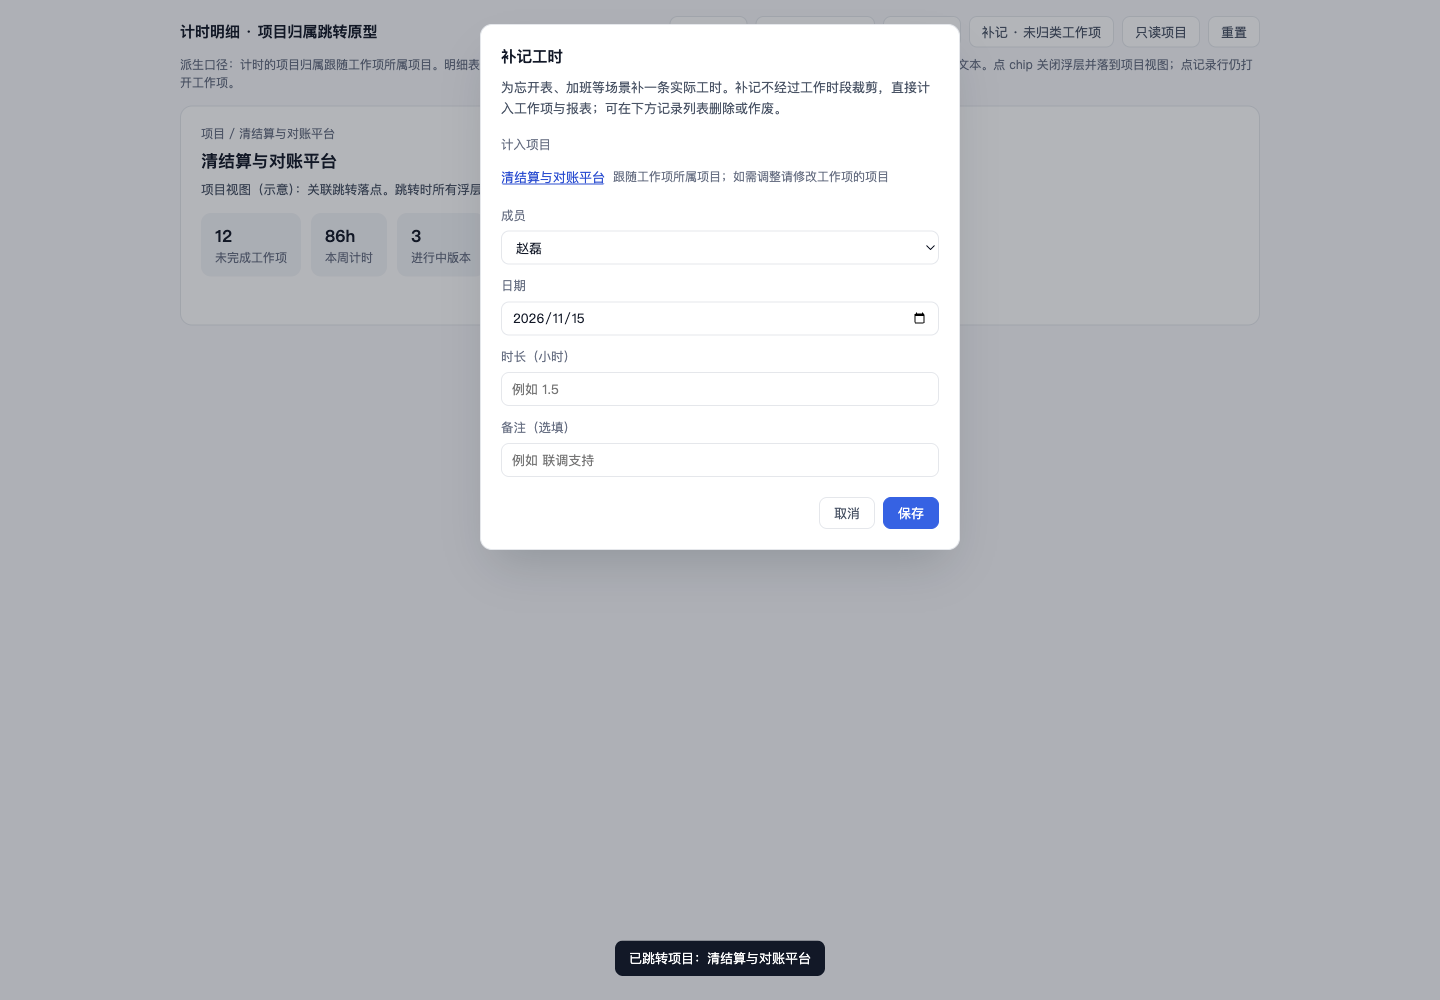 计时明细 · 项目归属跳转原型
补记 · 未归类工作项
只读项目
重置
派生口径：计时的项目归属跟随工作项所属项目。明细表
文本。点 chip 关闭浮层并落到项目视图；点记录行仍打
开工作项。
项目 / 清结算与对账平台
清结算与对账平台
项目视图（示意）：关联跳转落点。跳转时所有浮层
12
未完成工作项
86h
本周计时
3
进行中版本
补记工时
为忘开表、加班等场景补一条实际工时。补记不经过工作时段裁剪，直接计
入工作项与报表；可在下方记录列表删除或作废。
计入项目
清结算与对账平台 跟随工作项所属项目；如需调整请修改工作项的项目
成员
赵磊
日期
2026/11/15
时长（小时）
例如 1.5
备注（选填）
例如 联调支持
取消
保存
已跳转项目：清结算与对账平台